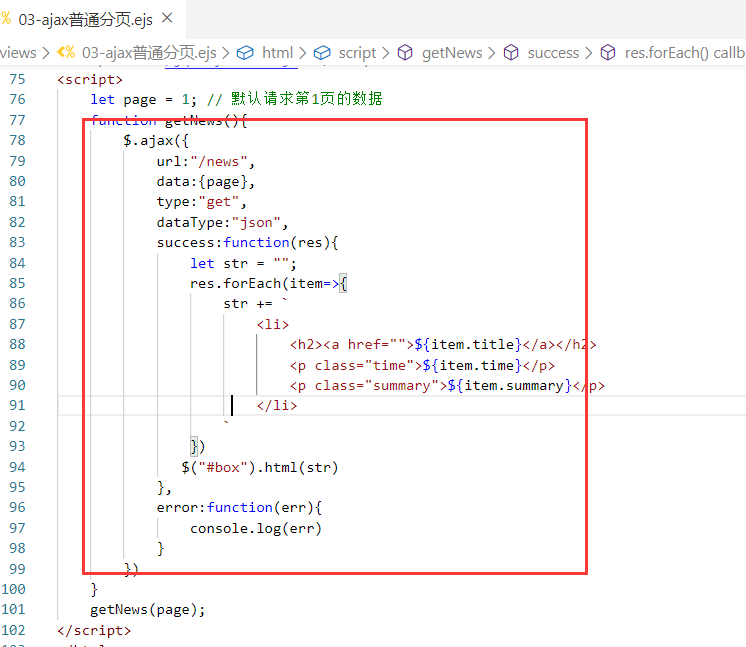 % 03-ajax普通分页.ejs ×
views > <% 03-ajax普通分页.ejs > html > script > getNews > success > res.forEach() callb
75 <script>
76 let page = 1; // 默认请求第1页的数据
77 function getNews(){
78 $.ajax({
79 url:"/news",
80 data:{page},
81 type:"get",
82 dataType:"json",
83 success:function(res){
84 let str = "";
85 res.forEach(item=>{
86 str += `
87 <li>
88 <h2><a href="">${item.title}</a></h2>
89 <p class="time">${item.time}</p>
90 <p class="summary">${item.summary}</p>
91 </li>
92 `
93 })
94 $("#box").html(str)
95 },
96 error:function(err){
97 console.log(err)
98 }
99 })
100 }
101 getNews(page);
102 </script>